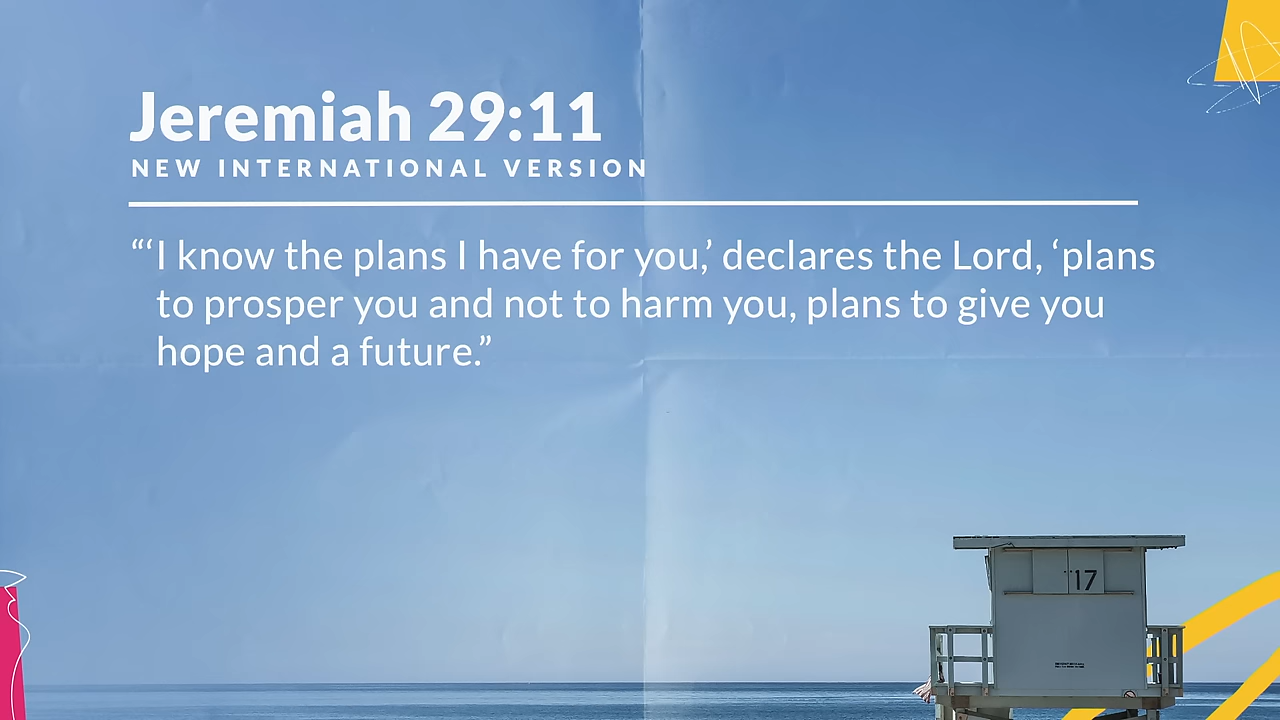 Jeremiah 29:11
NEW INTERNATIONAL VERSION
“‘I know the plans I have for you,’ declares the Lord, ‘plans
to prosper you and not to harm you, plans to give you
hope and a future.”
17